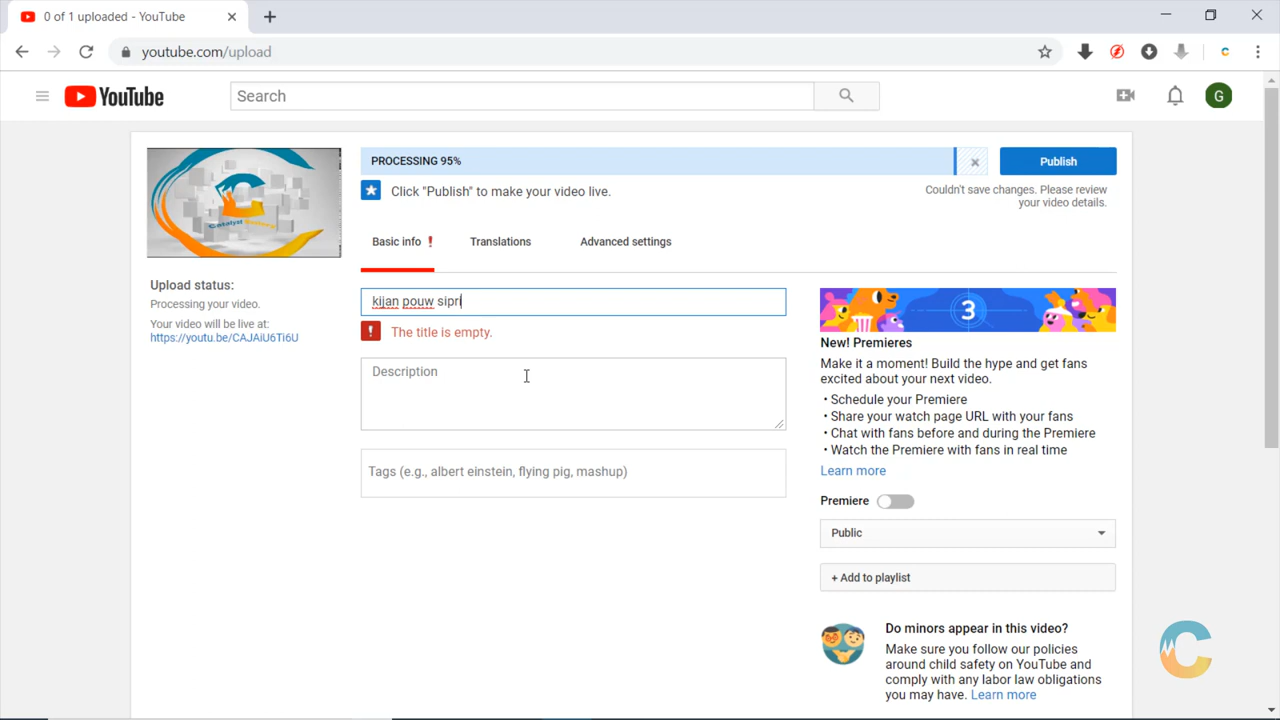 0 of 1 uploaded - YouTube
youtube.com/upload
YouTube
Search
G
Catalyst
PROCESSING 95%
Publish
Click "Publish" to make your video live.
Couldn't save changes. Please review
your video details.
Basic info
Translations
Advanced settings
Upload status:
Processing your video.
Your video will be live at:
https://youtu.be/CAJAiU6Ti6U
kijan pouw sipri
The title is empty.
Description
Tags (e.g., albert einstein, flying pig, mashup)
3
New! Premieres
Make it a moment! Build the hype and get fans
excited about your next video.
• Schedule your Premiere
• Share your watch page URL with your fans
• Chat with fans before and during the Premiere
• Watch the Premiere with fans in real time
Learn more
Premiere
Public
+ Add to playlist
Do minors appear in this video?
Make sure you follow our policies
around child safety on YouTube and
comply with any labor law obligations
you may have. Learn more